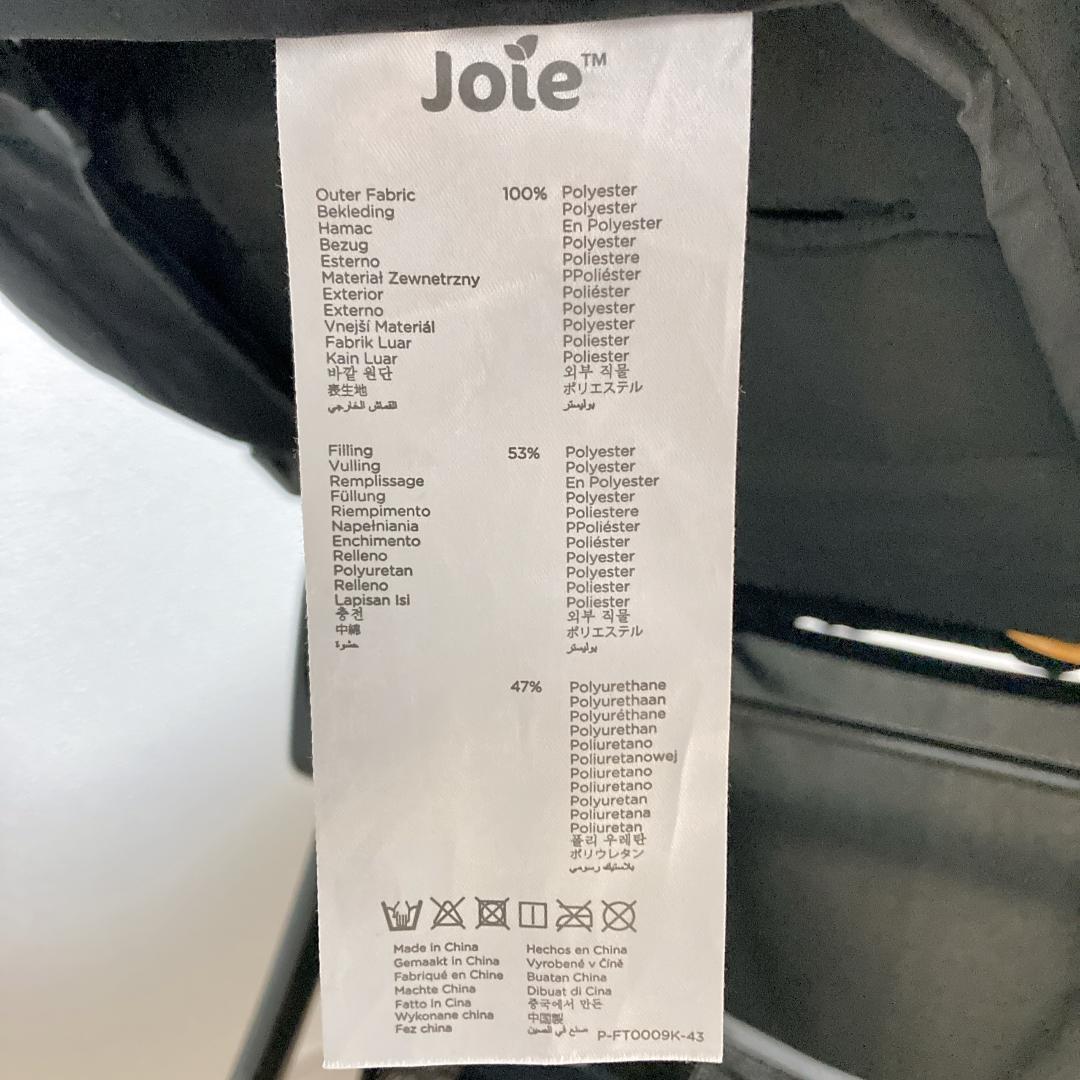 Joie™
Outer Fabric 100% Polyester
Bekleding Polyester
Hamac En Polyester
Bezug Polyester
Esterno Poliestere
Materiał Zewnetrzny PPoliéster
Exterior Poliéster
Externo Polyester
Vnejší Materiál Polyester
Fabrik Luar Poliester
Kain Luar Poliester
바깥 원단 외부 직물
表生地 ポリエステル
القماش الخارجي بوليستر
Filling 53% Polyester
Vulling Polyester
Remplissage En Polyester
Füllung Polyester
Riempimento Poliestere
Napełniania PPoliéster
Enchimento Poliéster
Relleno Polyester
Polyuretan Polyester
Relleno Poliester
Lapisan Isi Poliester
충전 외부 직물
中綿 ポリエステル
حشوة بوليستر
47% Polyurethane
Polyurethaan
Polyuréthane
Polyurethan
Poliuretano
Poliuretanowej
Poliuretano
Poliuretano
Polyuretan
Poliuretana
Poliuretan
폴리 우레탄
ポリウレタン
بلاستيك رسومي
Made in China
Gemaakt in China
Fabriqué en Chine
Machte China
Fatto In Cina
Wykonane china
Fez china
Hechos en China
Vyrobené v Číně
Buatan China
Dibuat di Cina
중국에서 만든
中国製
صنع في الصين
P-FT0009K-43